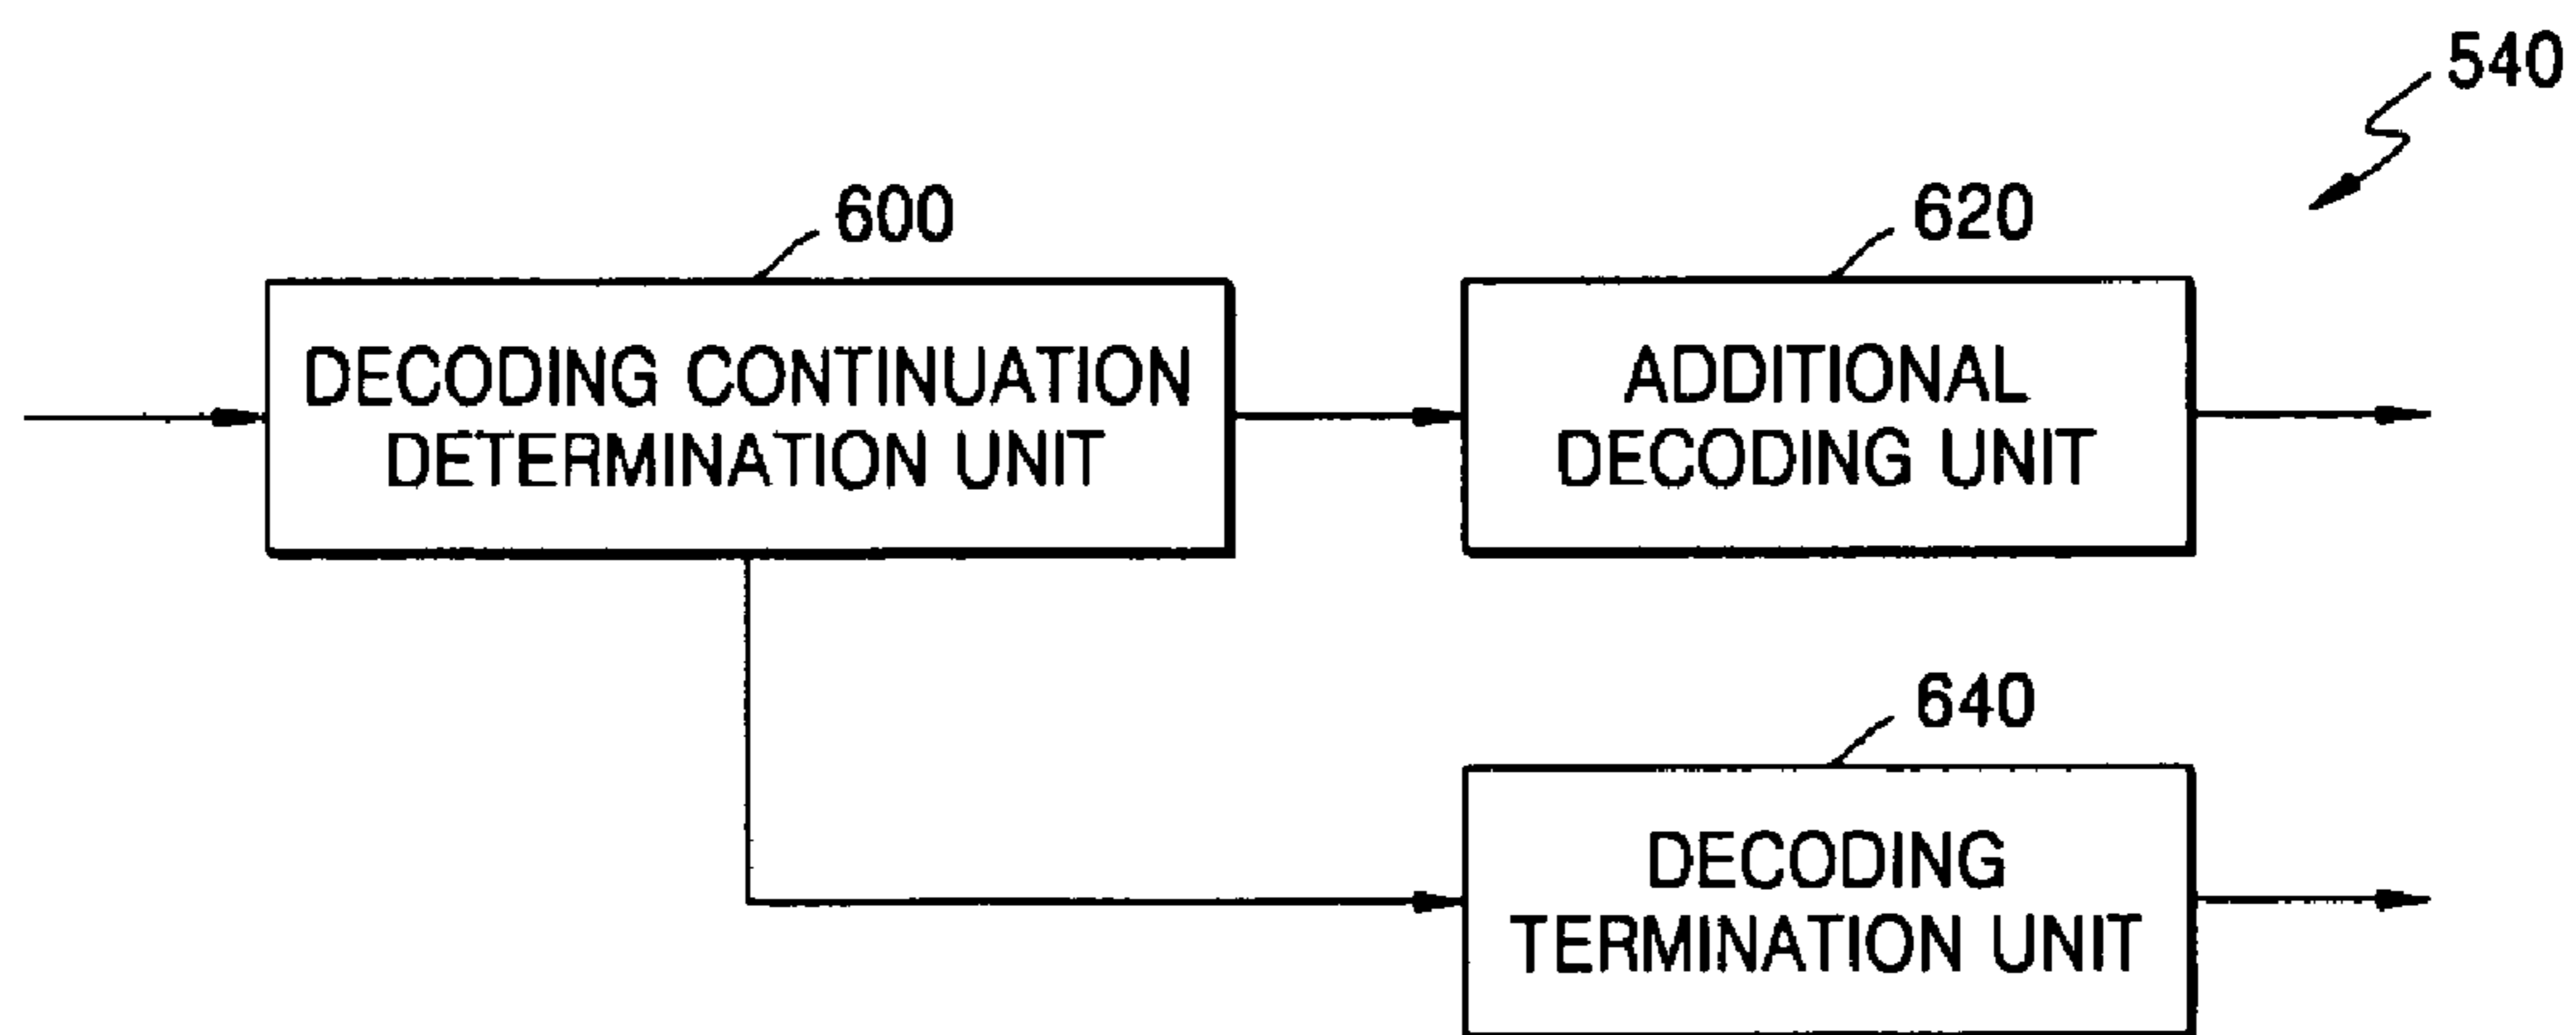 540
600
620
DECODING CONTINUATION
DETERMINATION UNIT
ADDITIONAL
DECODING UNIT
640
DECODING
TERMINATION UNIT